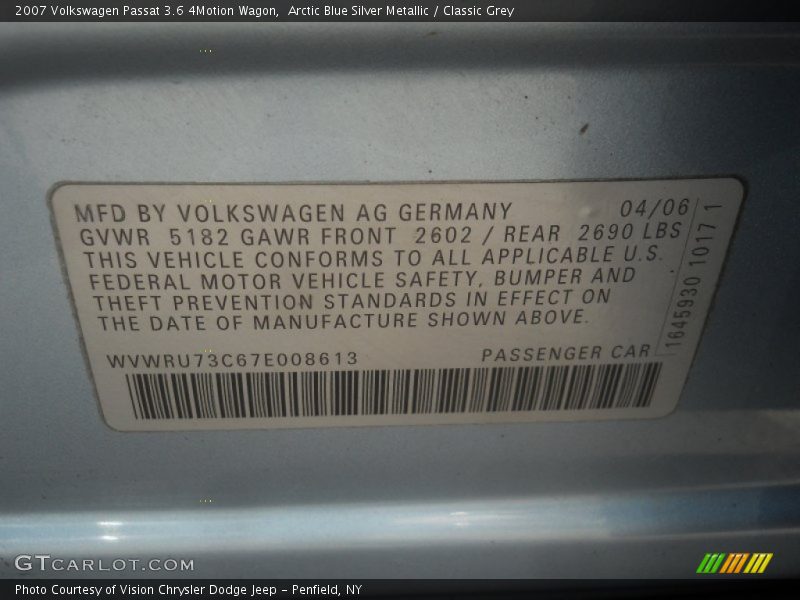 2007 Volkswagen Passat 3.6 4Motion Wagon, Arctic Blue Silver Metallic / Classic Grey
MFD BY VOLKSWAGEN AG GERMANY 04/06
GVWR 5182 GAWR FRONT 2602 / REAR 2690 LBS
THIS VEHICLE CONFORMS TO ALL APPLICABLE U.S.
FEDERAL MOTOR VEHICLE SAFETY, BUMPER AND
THEFT PREVENTION STANDARDS IN EFFECT ON
THE DATE OF MANUFACTURE SHOWN ABOVE.
WVWRU73C67E008613 PASSENGER CAR
1645930 1017 1
GTCARLOT.COM
Photo Courtesy of Vision Chrysler Dodge Jeep – Penfield, NY